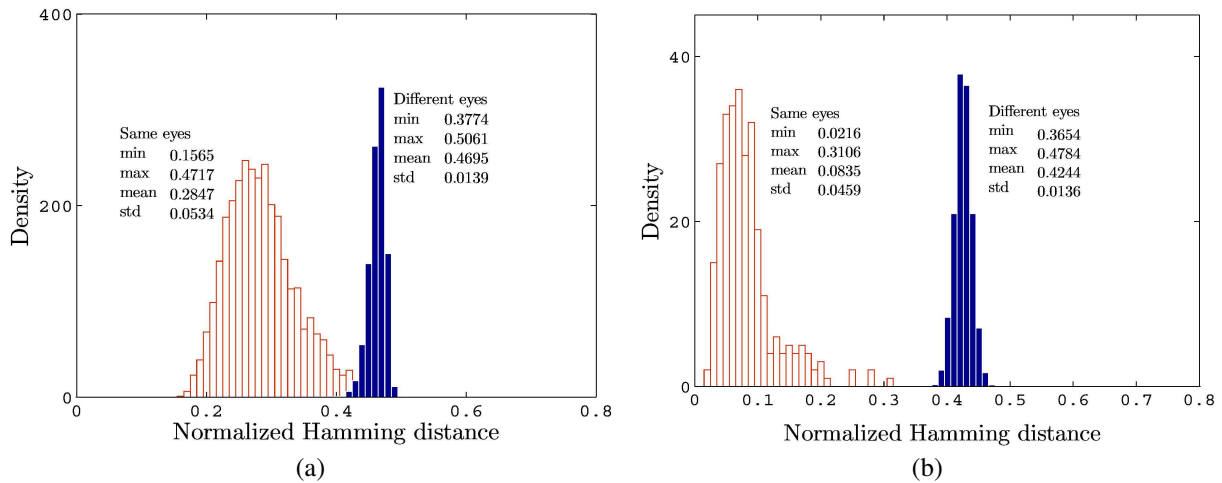 400
200
0
Density
Same eyes
min 0.1565
max 0.4717
mean 0.2847
std 0.0534
Different eyes
min 0.3774
max 0.5061
mean 0.4695
std 0.0139
0 0.2 0.4 0.6 0.8
Normalized Hamming distance
(a)
40
20
0
Density
Same eyes
min 0.0216
max 0.3106
mean 0.0835
std 0.0459
Different eyes
min 0.3654
max 0.4784
mean 0.4244
std 0.0136
0 0.1 0.2 0.3 0.4 0.5 0.6 0.8
Normalized Hamming distance
(b)